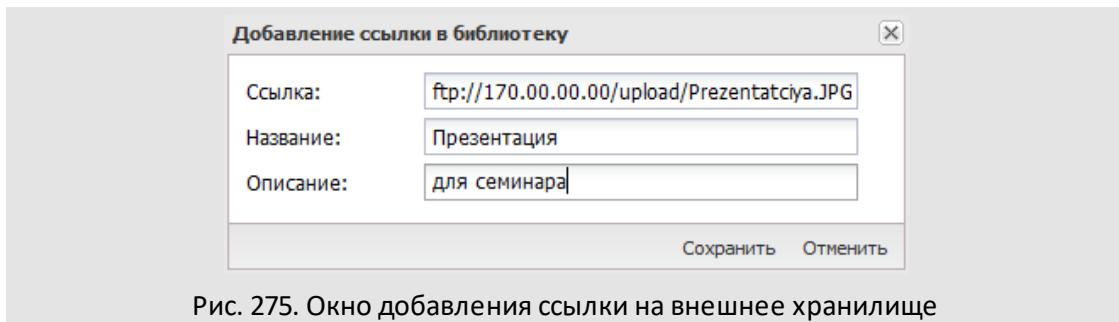 Добавление ссылки в библиотеку
Ссылка: ftp://170.00.00.00/upload/Prezentatciya.JPG
Название: Презентация
Описание: для семинара
Сохранить Отменить
Рис. 275. Окно добавления ссылки на внешнее хранилище